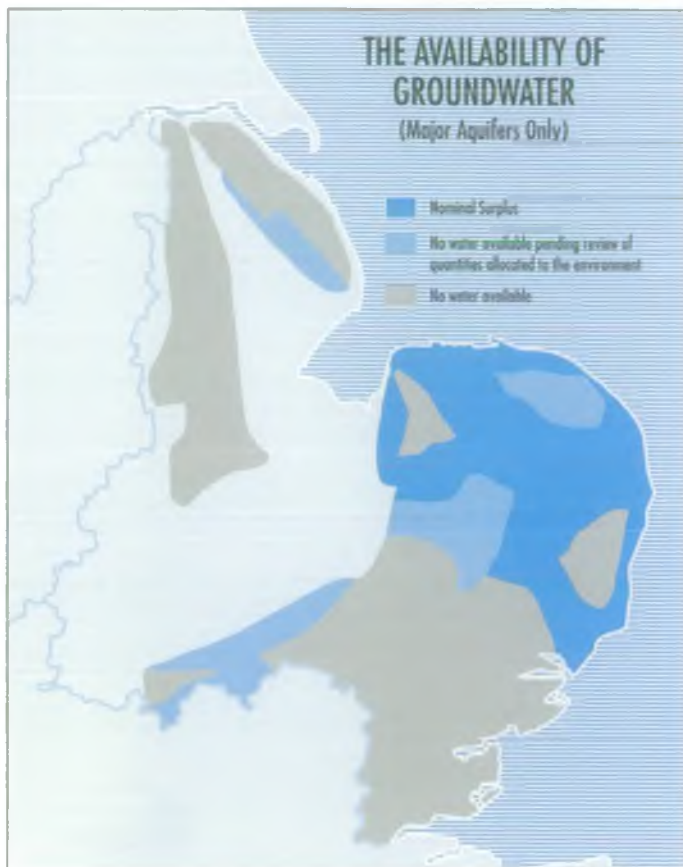 THE AVAILABILITY OF
GROUNDWATER
(Major Aquifers Only)
Nominal Surplus
No water available pending review of
quantities allocated to the environment
No water available